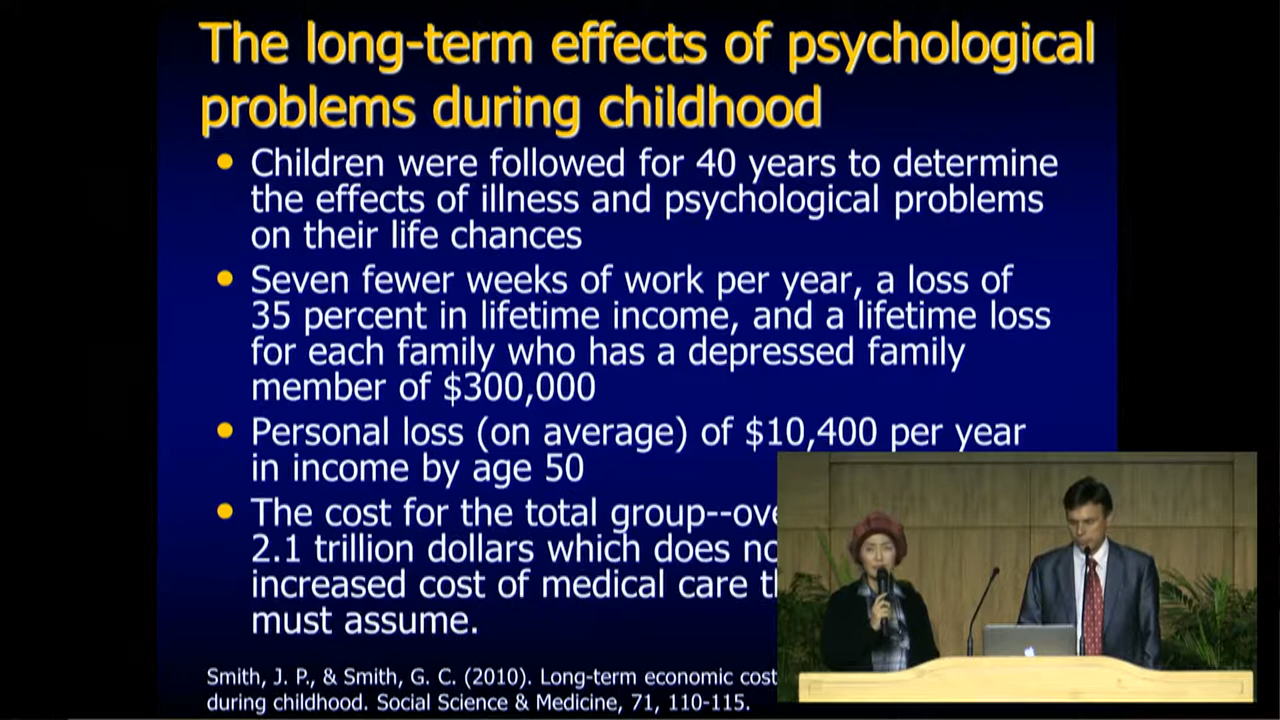 The long-term effects of psychological
problems during childhood
• Children were followed for 40 years to determine
the effects of illness and psychological problems
on their life chances
• Seven fewer weeks of work per year, a loss of
35 percent in lifetime income, and a lifetime loss
for each family who has a depressed family
member of $300,000
• Personal loss (on average) of $10,400 per year
in income by age 50
• The cost for the total group--
2.1 trillion dollars which does
increased cost of medical care
must assume.
Smith, J. P., & Smith, G. C. (2010). Long-term economic
during childhood. Social Science & Medicine, 71, 110-115.